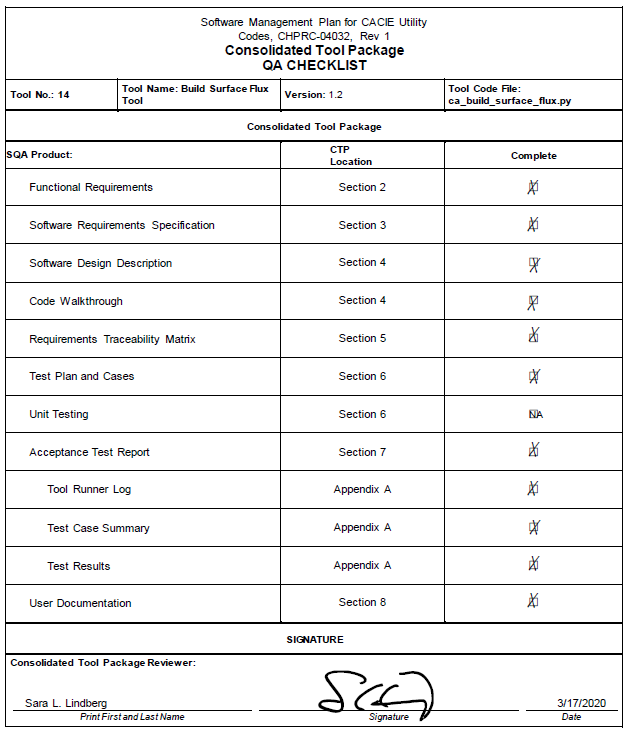 Software Management Plan for CACIE Utility
Codes, CHPRC-04032, Rev 1
Consolidated Tool Package
QA CHECKLIST
Tool No.: 14
Tool Name: Build Surface Flux
Tool
Version: 1.2
Tool Code File:
ca_build_surface_flux.py
Consolidated Tool Package
SQA Product:
CTP
Location
Complete
Functional Requirements Section 2 X
Software Requirements Specification Section 3 X
Software Design Description Section 4 X
Code Walkthrough Section 4 X
Requirements Traceability Matrix Section 5 X
Test Plan and Cases Section 6 X
Unit Testing Section 6 NA
Acceptance Test Report Section 7 X
Tool Runner Log Appendix A X
Test Case Summary Appendix A X
Test Results Appendix A X
User Documentation Section 8 X
SIGNATURE
Consolidated Tool Package Reviewer:
Sara L. Lindberg 3/17/2020
Print First and Last Name Signature Date